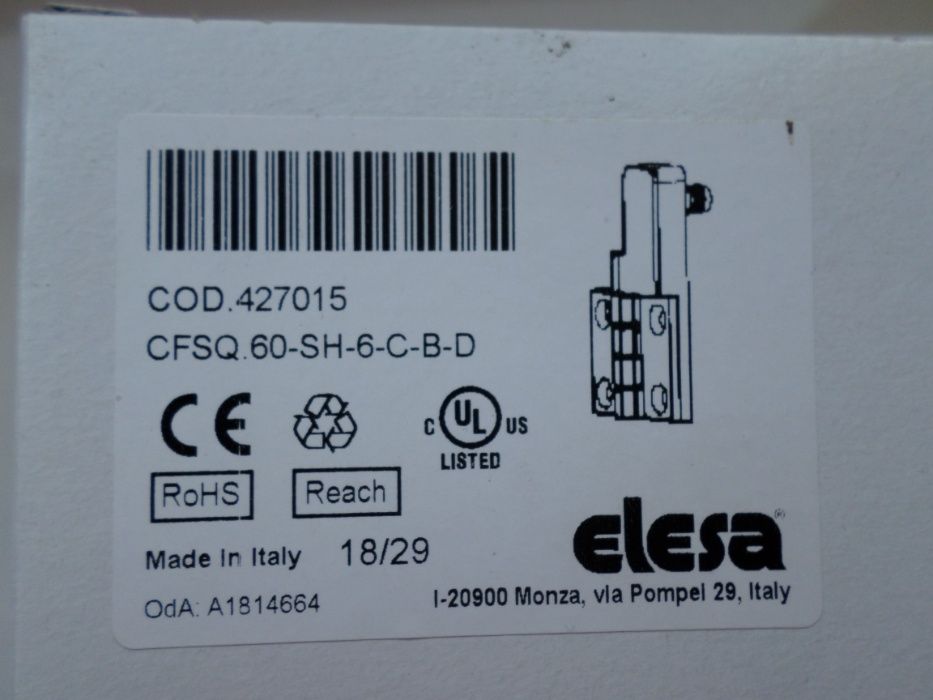 COD.427015
CFSQ.60-SH-6-C-B-D
CE
C UL US
LISTED
RoHS Reach
Made In Italy 18/29
elesa®
OdA: A1814664
I-20900 Monza, via Pompei 29, Italy